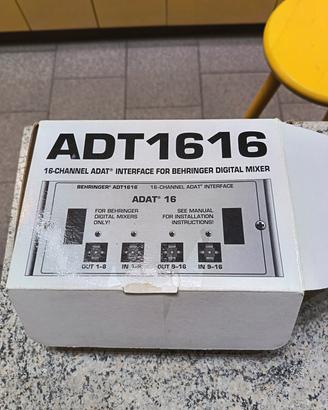 ADT1616
16-CHANNEL ADAT® INTERFACE FOR BEHRINGER DIGITAL MIXER
BEHRINGER® ADT1616 16-CHANNEL ADAT® INTERFACE
ADAT® 16
FOR BEHRINGER DIGITAL MIXERS ONLY!
SEE MANUAL FOR INSTALLATION INSTRUCTIONS!
OUT 1-8 IN 1-8 OUT 9-16 IN 9-16